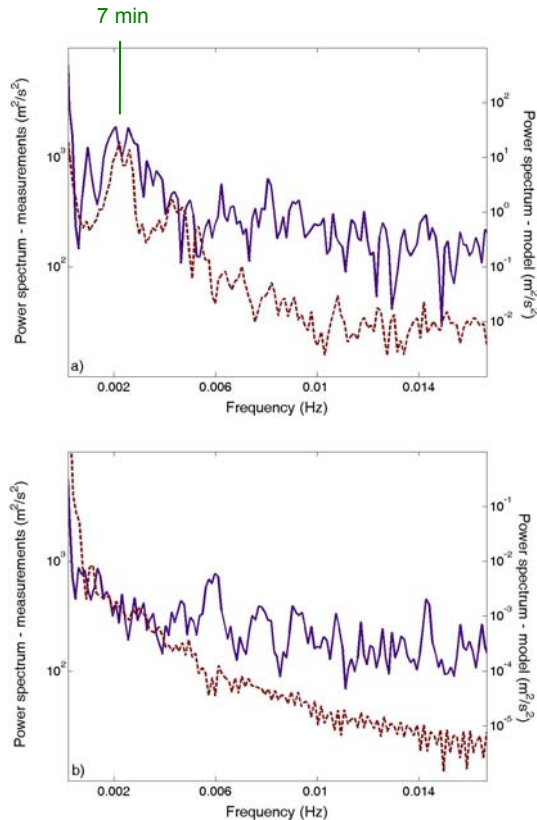 7 min
Power spectrum - measurements (m²/s²)
10³
10²
10²
10¹
10⁰
10⁻¹
10⁻²
Power spectrum - model (m²/s²)
a)
0.002 0.006 0.01 0.014
Frequency (Hz)
Power spectrum - measurements (m²/s²)
10³
10²
10⁻¹
10⁻²
10⁻³
10⁻⁴
10⁻⁵
Power spectrum - model (m²/s²)
b)
0.002 0.006 0.01 0.014
Frequency (Hz)